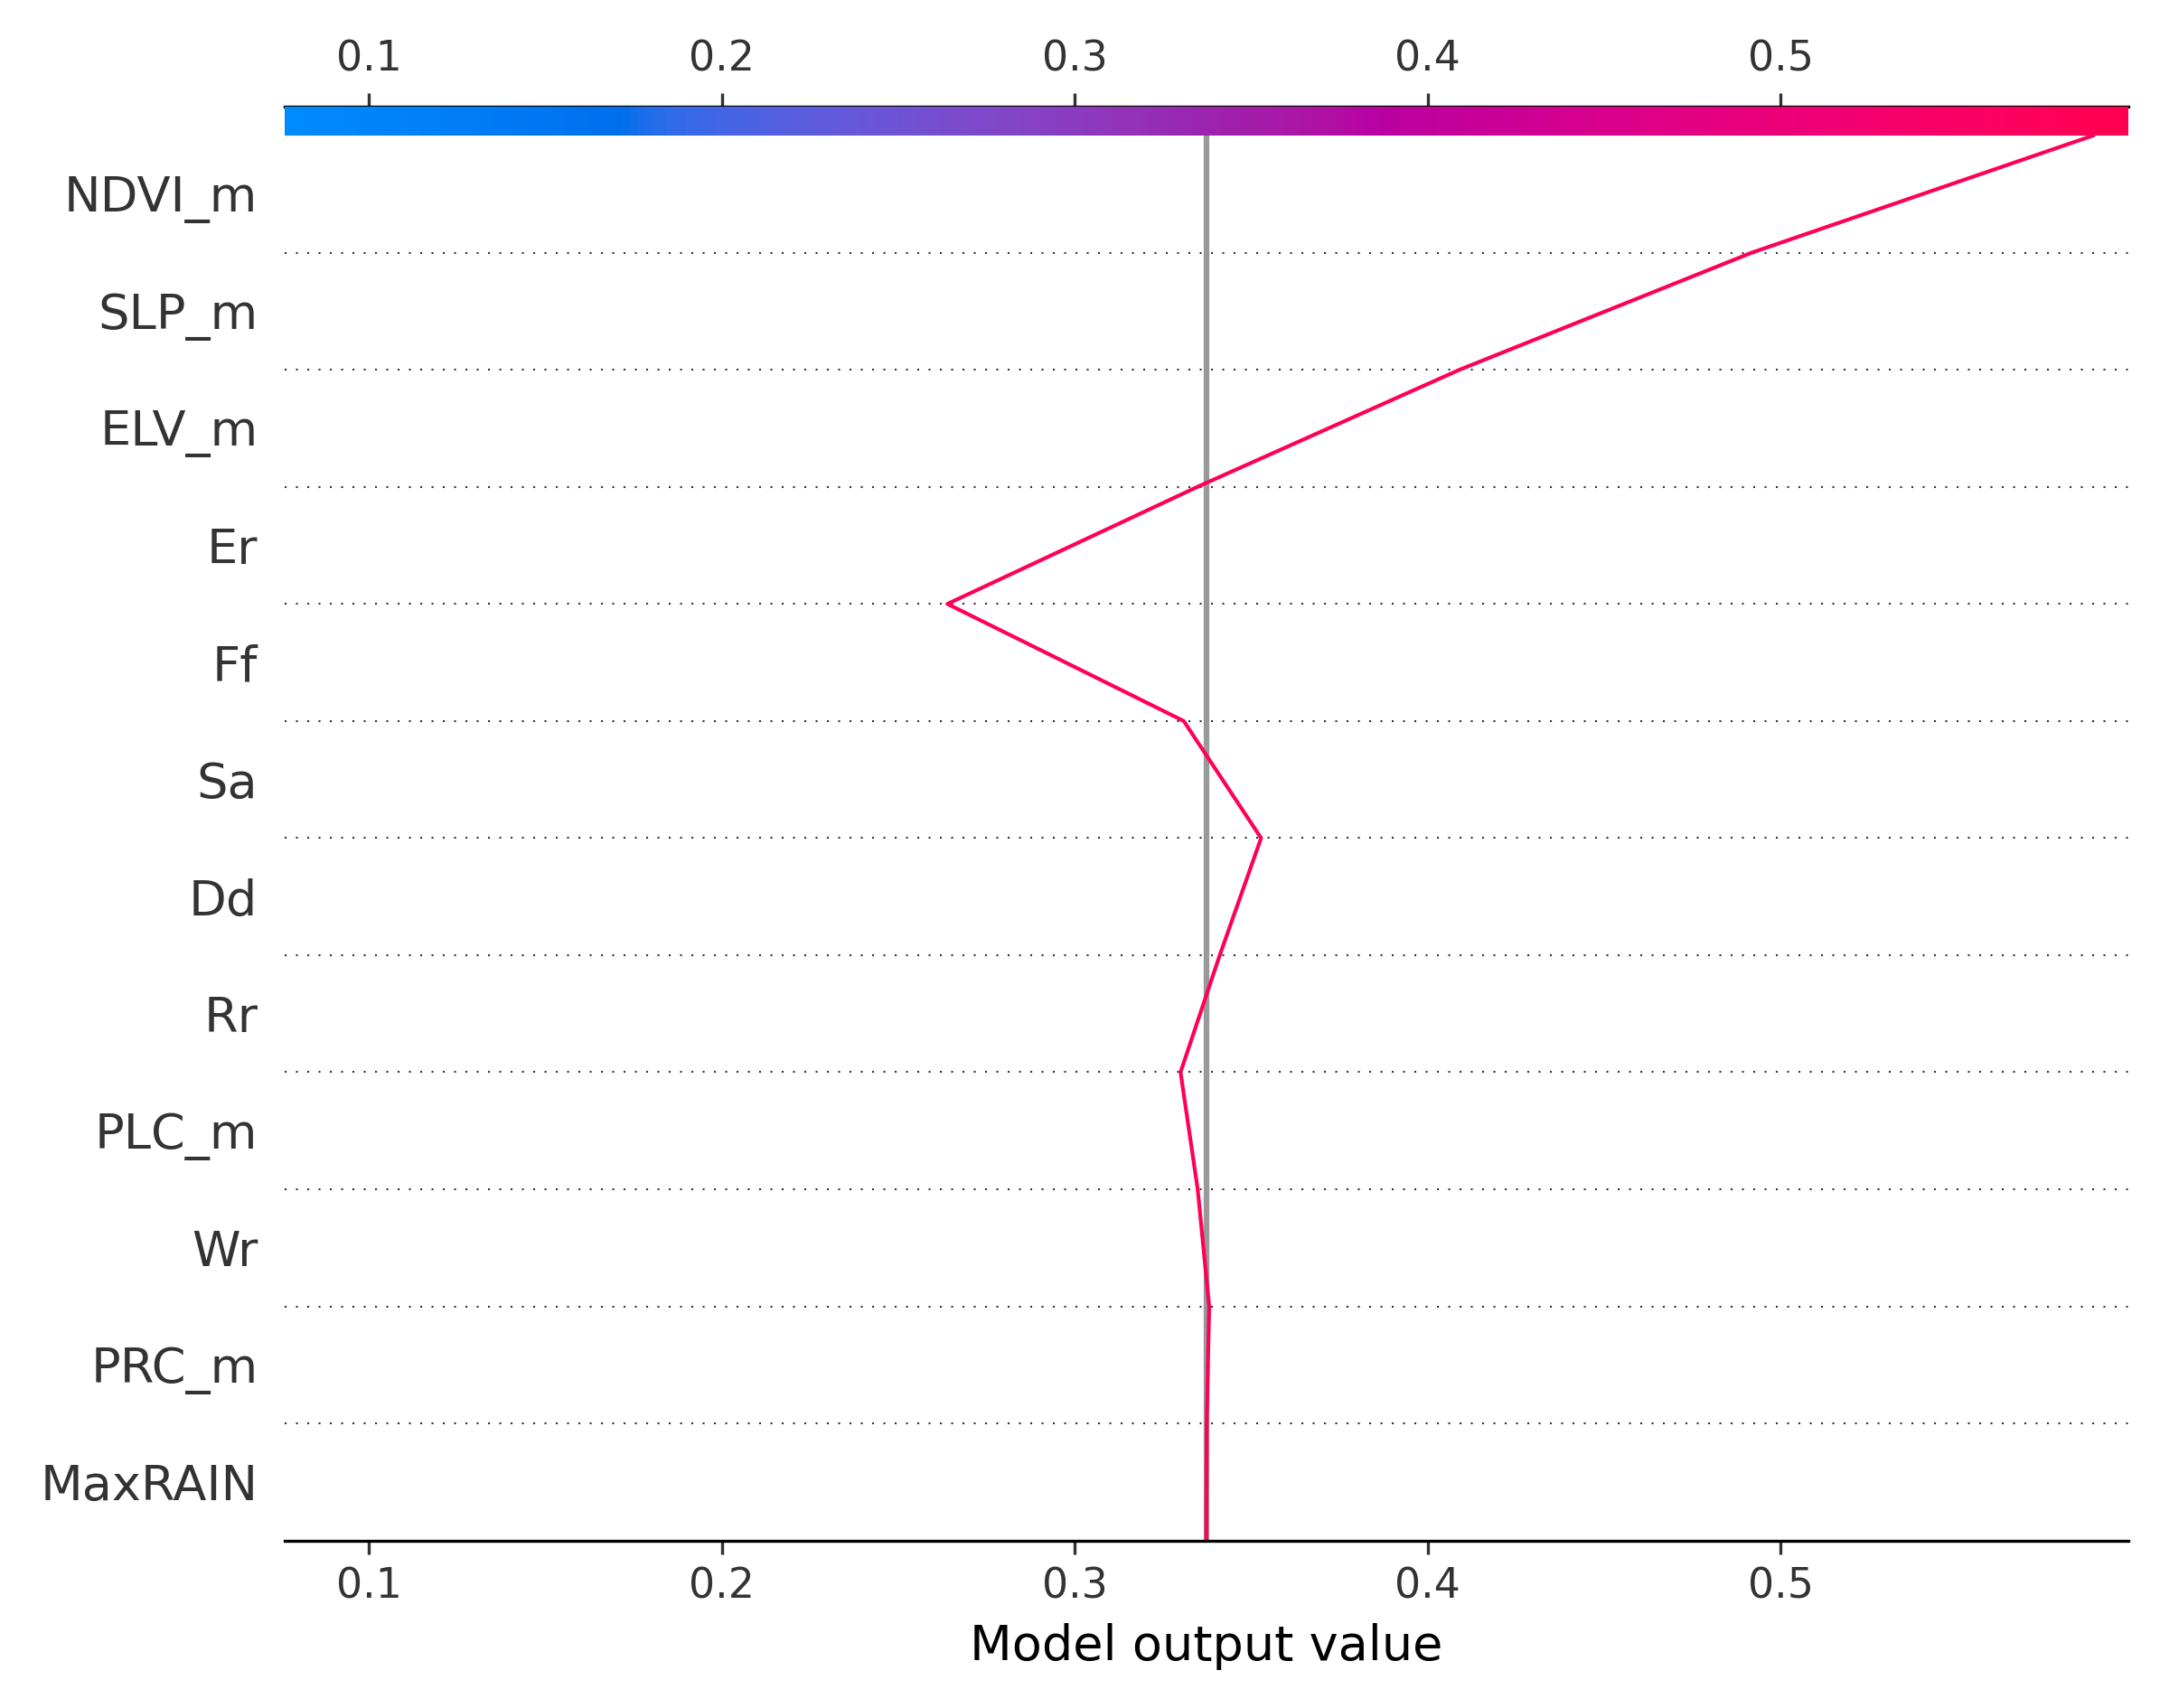 0.1 0.2 0.3 0.4 0.5
NDVI_m
SLP_m
ELV_m
Er
Ff
Sa
Dd
Rr
PLC_m
Wr
PRC_m
MaxRAIN
0.1 0.2 0.3 0.4 0.5
Model output value